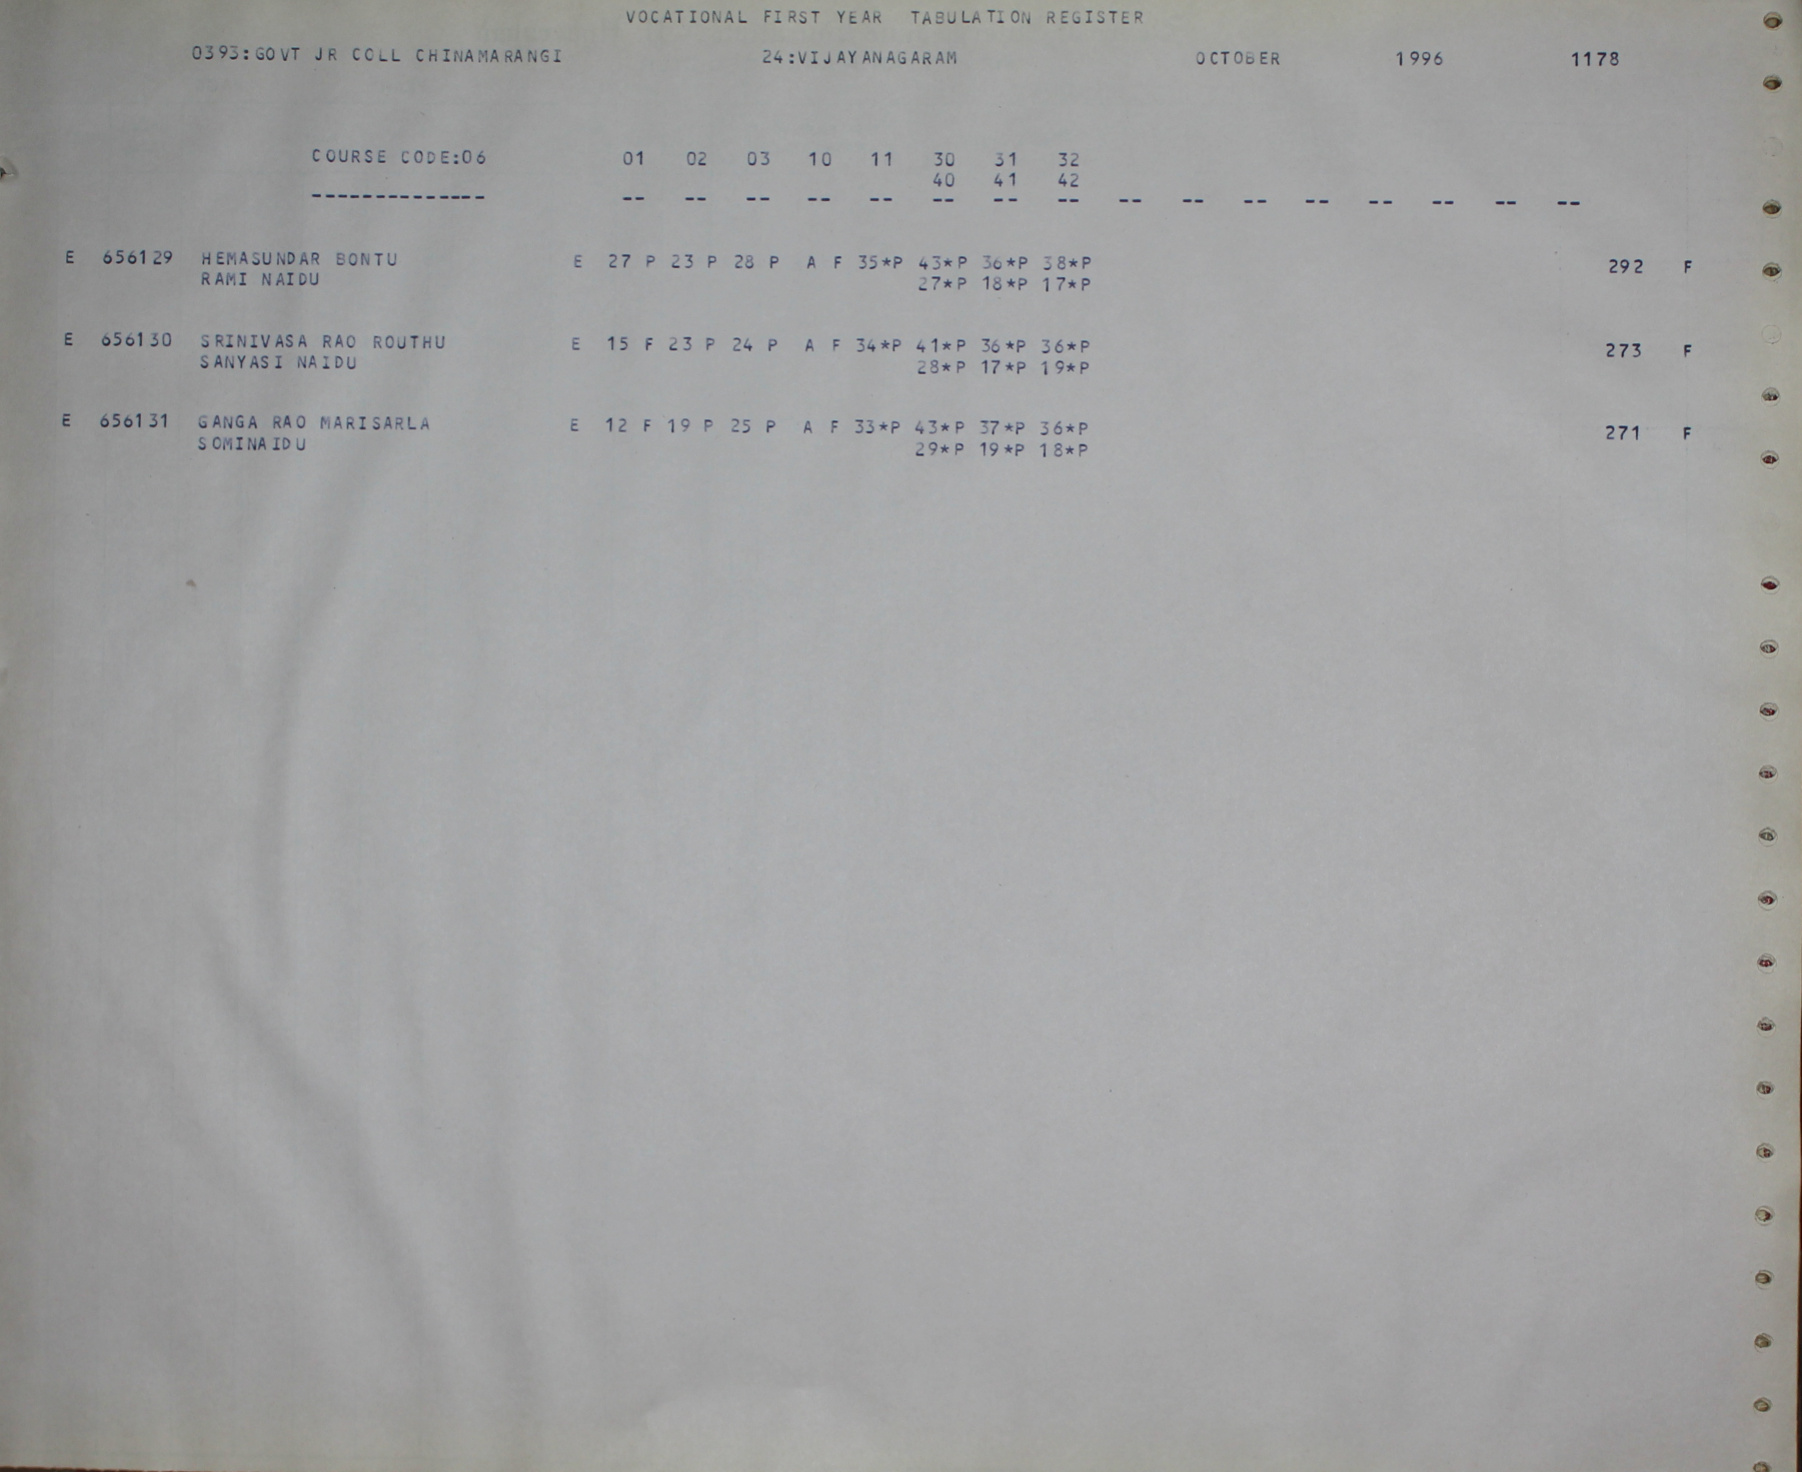 VOCATIONAL FIRST YEAR TABULATION REGISTER
0393:GOVT JR COLL CHINAMARANGI 24:VIJAYANAGARAM OCTOBER 1996 1178
COURSE CODE:06 01 02 03 10 11 30 31 32
40 41 42
-------------- -- -- -- -- -- -- -- -- -- -- -- -- -- -- -- --
E 656129 HEMASUNDAR BONTU E 27 P 23 P 28 P A F 35*P 43*P 36*P 38*P 292 F
RAMI NAIDU 27*P 18*P 17*P
E 656130 SRINIVASA RAO ROUTHU E 15 F 23 P 24 P A F 34*P 41*P 36*P 36*P 273 F
SANYASI NAIDU 28*P 17*P 19*P
E 656131 GANGA RAO MARISARLA E 12 F 19 P 25 P A F 33*P 43*P 37*P 36*P 271 F
SOMINAIDU 29*P 19*P 18*P